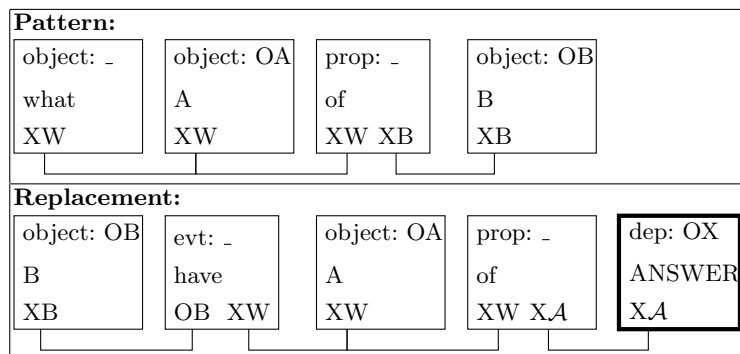 Pattern:
object: _ object: OA prop: _ object: OB
what A of B
XW XW XW XB XB
Replacement:
object: OB evt: _ object: OA prop: _ dep: OX
B have A of ANSWER
XB OB XW XW XW X𝒜 X𝒜